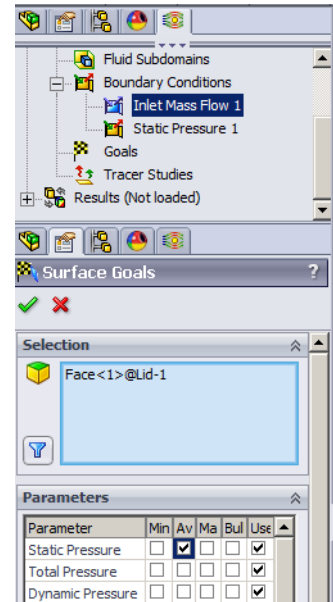 Fluid Subdomains
Boundary Conditions
Inlet Mass Flow 1
Static Pressure 1
Goals
Tracer Studies
Results (Not loaded)
Surface Goals ?
Selection
Face<1>@Lid-1
Parameters
Parameter Min Av Ma Bul Use
Static Pressure
Total Pressure
Dynamic Pressure